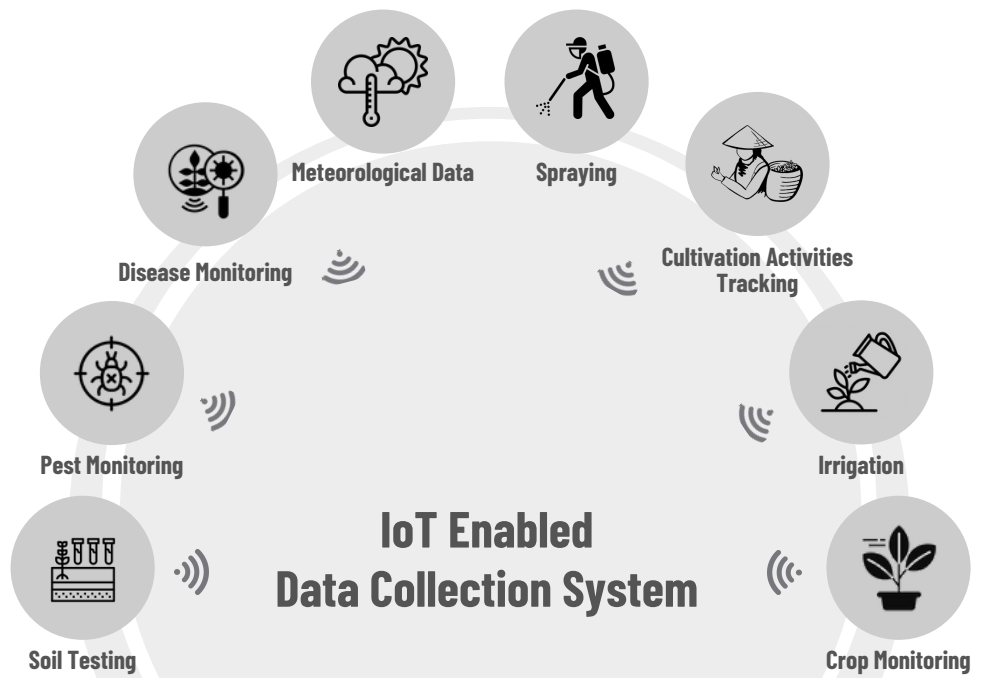 Meteorological Data
Spraying
Disease Monitoring
Cultivation Activities
Tracking
Pest Monitoring
Irrigation
IoT Enabled
Data Collection System
Soil Testing
Crop Monitoring